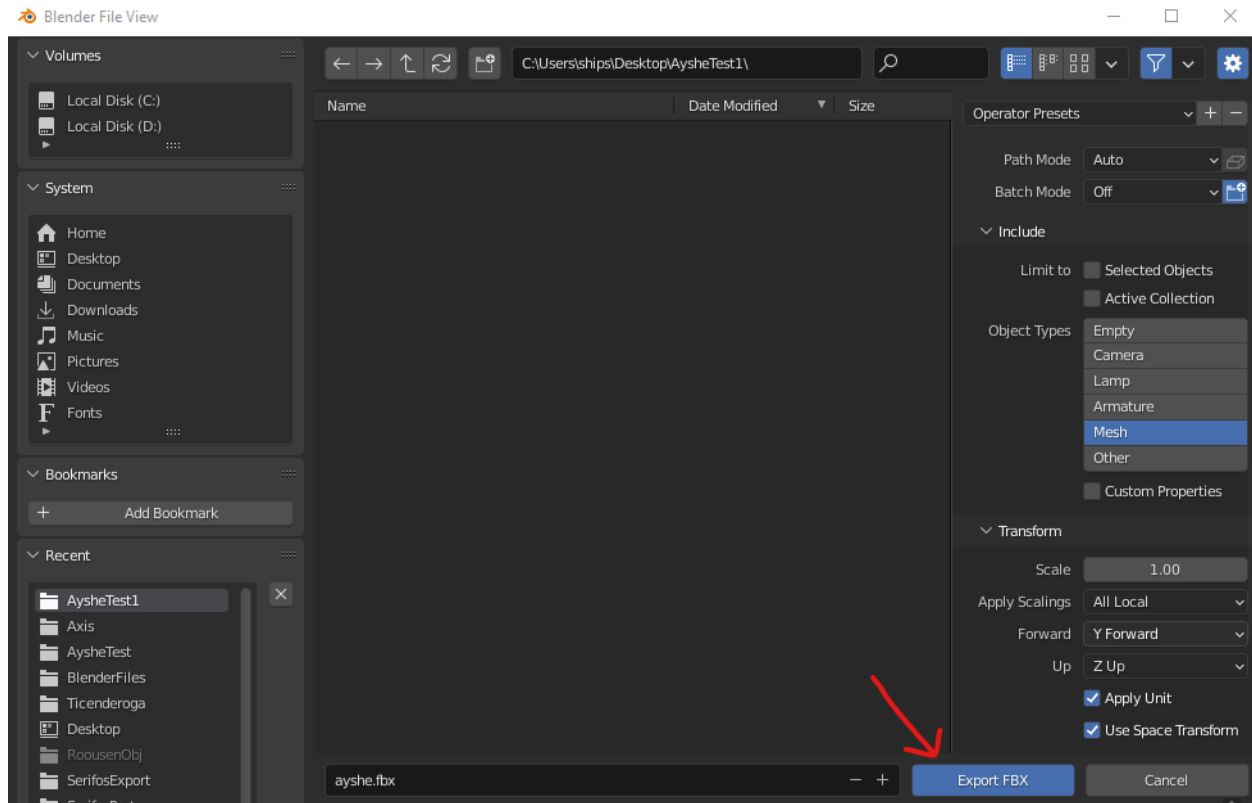 Blender File View
Volumes
Local Disk (C:)
Local Disk (D:)
System
Home
Desktop
Documents
Downloads
Music
Pictures
Videos
Fonts
Bookmarks
Add Bookmark
Recent
AysheTest1
Axis
AysheTest
BlenderFiles
Ticenderoga
Desktop
RoousenObj
SerifosExport
C:\Users\ships\Desktop\AysheTest1\
Name Date Modified Size
ayshe.fbx
Operator Presets
Path Mode Auto
Batch Mode Off
Include
Limit to Selected Objects
Active Collection
Object Types Empty
Camera
Lamp
Armature
Mesh
Other
Custom Properties
Transform
Scale 1.00
Apply Scalings All Local
Forward Y Forward
Up Z Up
Apply Unit
Use Space Transform
Export FBX Cancel